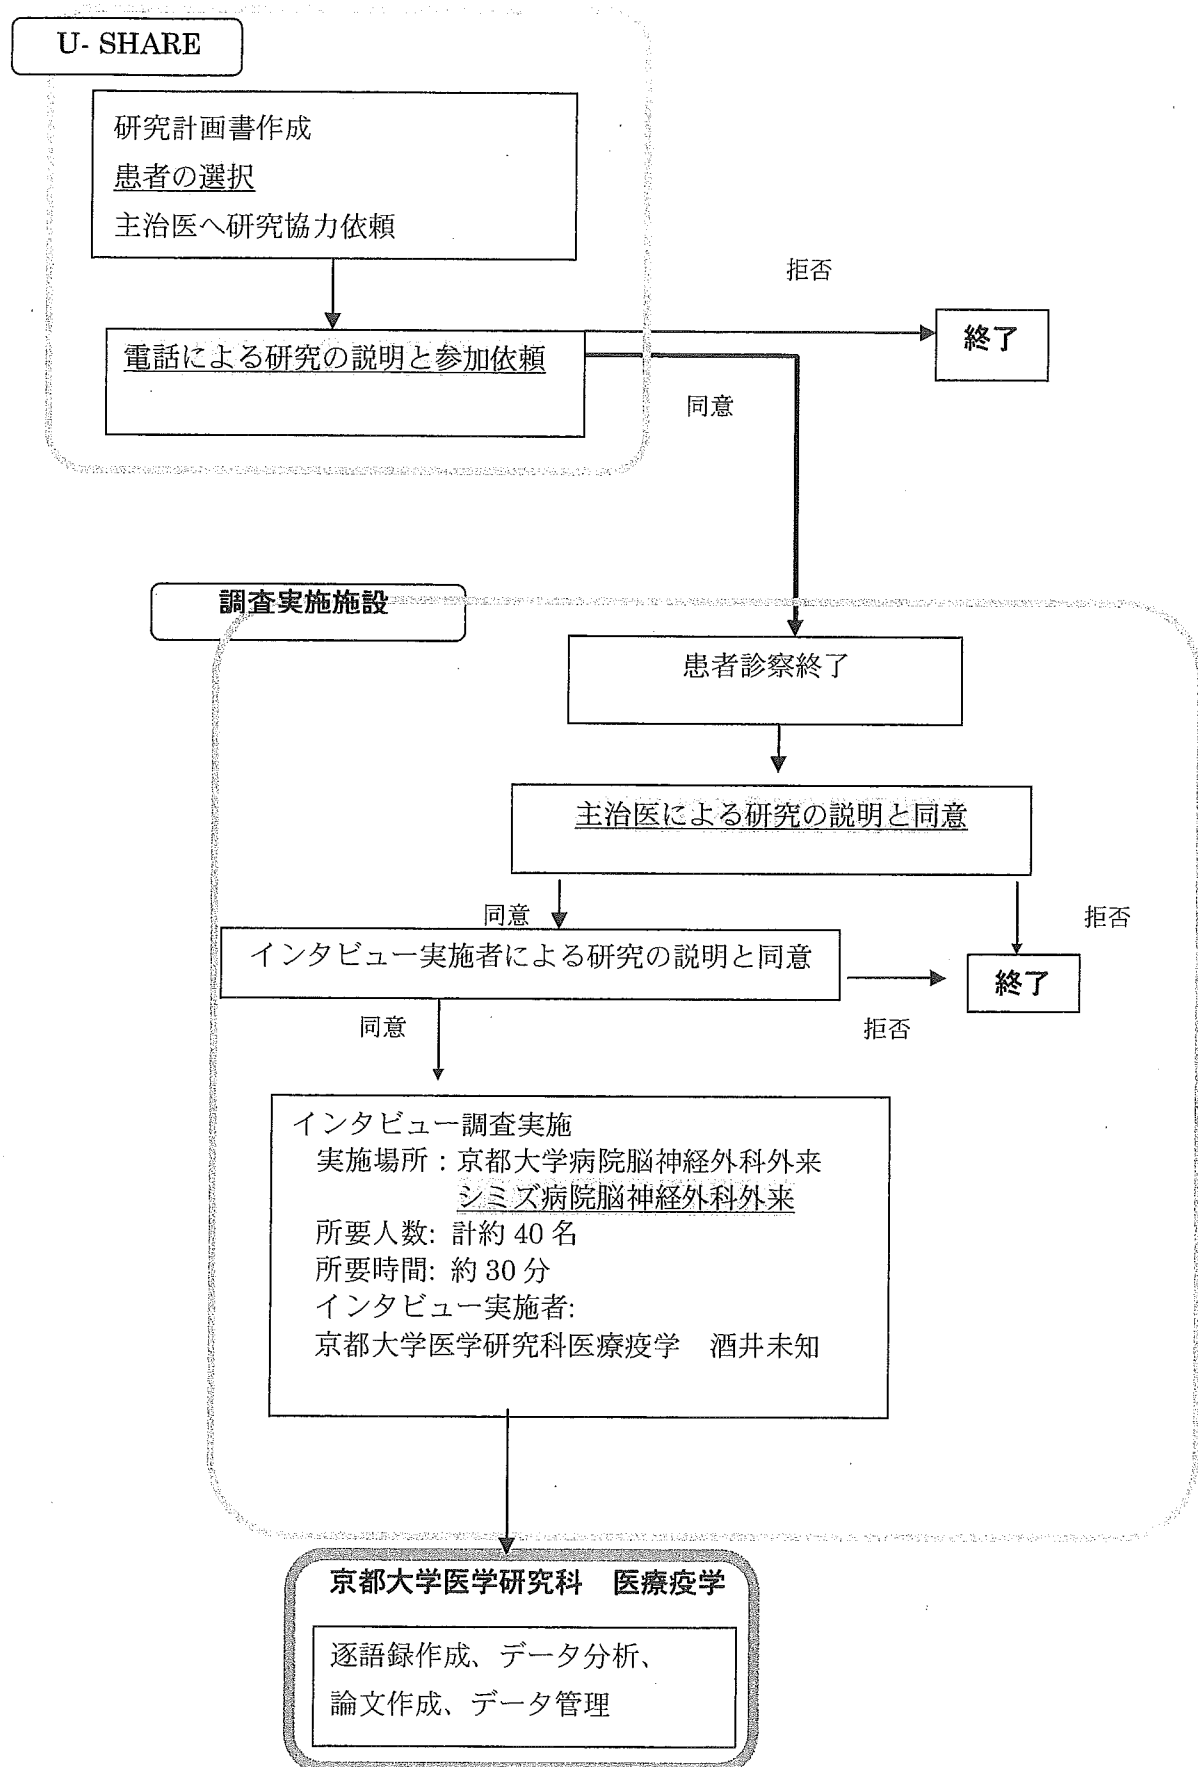 U- SHARE
研究計画書作成
患者の選択
主治医へ研究協力依頼
拒否
電話による研究の説明と参加依頼
終了
同意
調査実施施設
患者診察終了
主治医による研究の説明と同意
同意
拒否
インタビュー実施者による研究の説明と同意
終了
同意
拒否
インタビュー調査実施
実施場所：京都大学病院脳神経外科外来
シミズ病院脳神経外科外来
所要人数: 計約 40 名
所要時間: 約 30 分
インタビュー実施者:
京都大学医学研究科医療疫学　酒井未知
京都大学医学研究科　医療疫学
逐語録作成、データ分析、
論文作成、データ管理